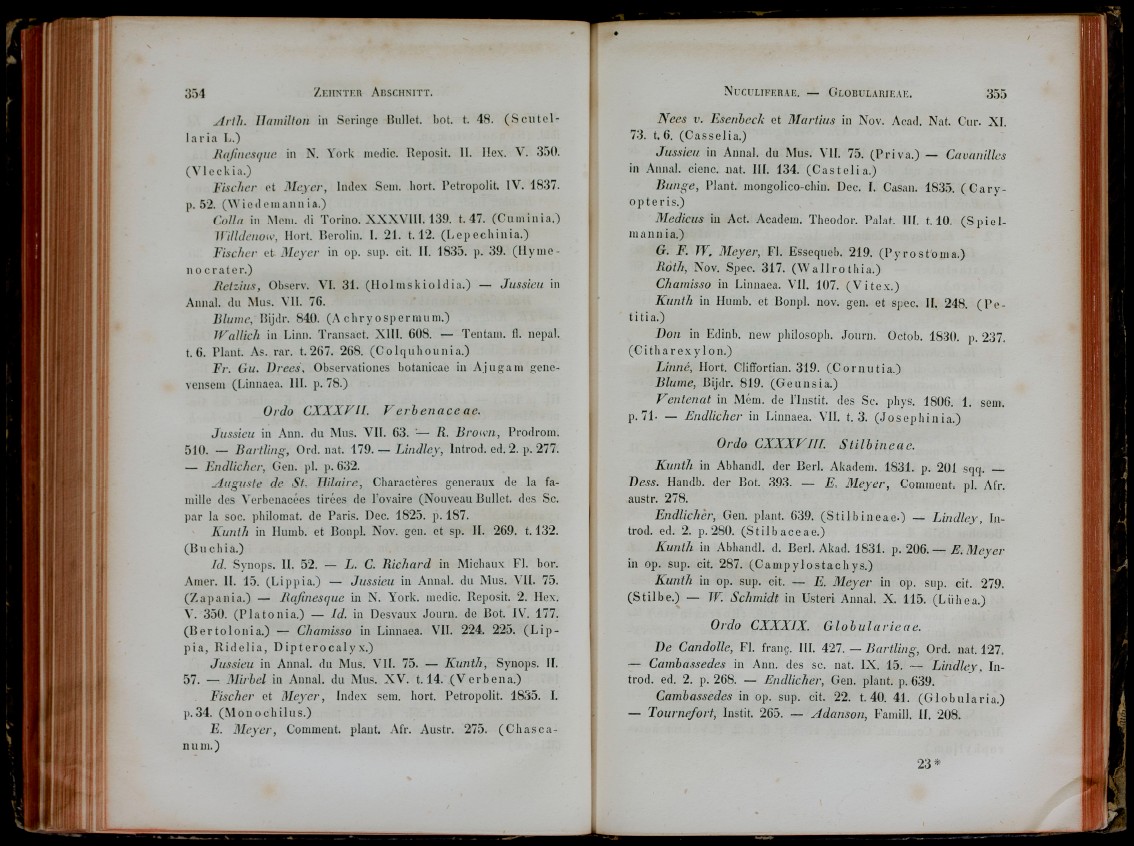 354 ZEHNTER ABSCHNITT.
Arth. Hamilton in Seringe Bullet. bot. t. 48. (Scutel-
laria L.)
Rafinesque in N. York medic. Reposit. II. Hex. V. 350.
(Vleckia.)
Fischer et Meyer, Index Sem. hort. Petropolit. IV. 1837.
p. 52. (Wiedemannia.)
Colla in Mem. di Torino. XXXVIII. 139. t. 47. (Cuminia.)
Willdenow, Hort. Berolin. I. 21. t. 12. (Lepechinia.)
Fischer et Meyer in op. sup. cit. II. 1835. p. 39. (Hyme-
nocrater.)
Retzius, Observ. VI. 31. (Holmskioldia.) — Jussieu in
Annal. du Mus. VII. 76.
Blume, Bijdr. 840. (Achryospermum.)
Wallich in Linn. Transact. XIII. 608. — Tentam. fl. nepal.
t. 6. Plant. As. rar. t. 267. 268. (Colquhounia.)
Fr. Gu. Drees, Observationes botanicae in Ajugam gene-
vensem (Linnaea. III. p. 78.)
Ordo CXXXVII. Verbenaceae.
Jussieu in Ann. du Mus. VII. 63. — R. Brown, Prodrom.
510. — Bartling, Ord. nat. 179. — Lindley, Introd. ed. 2. p. 277.
— Endlicher, Gen. pl. p. 632.
Auguste de St. Hilaire, Charactères generaux de la fa-
mille des Verbenacées tirées de l'ovaire (Nouveau Bullet. des Sc.
par la soc. philomat. de Paris. Dec. 1825. p. 187.
Kunth in Humb. et Bonpl. Nov. gen. et sp. II. 269. t. 132.
(Buchia.)
Id. Synops. II. 52. — L. C. Richard in Michaux Fl. bor.
Amer. II. 15. (Lippia.) — Jussieu in Annal. du Mus. VII. 75.
(Zapania.) — Rafinesque in N. York. medic. Reposit. 2. Hex.
V. 350. (Platonia.) — Id. in Desvaux Journ. de Bot. IV. 177.
(Bertolonia.) — Chamisso in Linnaea. VII. 224. 225. (Lip-
pia, Ridelia, Dipterocalyx.)
Jussieu in Annal. du Mus. VII. 75. — Kunth, Synops. II.
57. — Mirbel in Annal. du Mus. XV. t. 14. (Verbena.)
Fischer et Meyer, Index sem. hort. Petropolit. 1835. I.
p. 34. (Monochilus.)
E. Meyer, Comment. plant. Afr. Austr. 275. (Chasca-
num.)
NUCULIFERAE. — GLOBULARIEAE. 355
Nees v. Esenbeck et Martius in Nov. Acad. Nat. Cur. XI.
73. t. 6. (Casselia.)
Jussieu in Annal. du Mus. VII. 75. (Priva.) — Cavanilles
in Annal. cienc. nat. III. 134. (Castelia.)
Bunge, Plant. mongolico-chin. Dec. I. Casan. 1835. (Cary-
opteris.)
Medicus in Act. Academ. Theodor. Palat. III. t. 10. (Spiel-
mannia.)
G. F. W. Meyer, Fl. Essequeb. 219. (Pyrostoma.)
Roth, Nov. Spec. 317. (Wallrothia.)
Chamisso in Linnaea. VII. 107. (Vitex.)
Kunth in Humb. et Bonpl. nov. gen. et spec. II. 248. (Pe-
titia.)
Don in Edinb. new philosoph. Journ. Octob. 1830. p. 237.
(Citharexylon.)
Linné, Hort. Cliffortian. 319. (Cornutia.)
Blume, Bijdr. 819. (Geunsia.)
Ventenat in Mém. de l'Instit. des Sc. phys. 1806. 1. sem.
p. 71. — Endlicher in Linnaea. VII. t. 3. (Josephinia.)
Ordo CXXXVIII. Stilbineae.
Kunth in Abhandl. der Berl. Akadem. 1831. p. 201 sqq. —
Dess. Handb. der Bot. 393. — E. Meyer, Comment. pl. Afr.
austr. 278.
Endlicher, Gen. plant. 639. (Stilbineae.) — Lindley, In-
trod. ed. 2. p. 280. (Stilbaceae.)
Kunth in Abhandl. d. Berl. Akad. 1831. p. 206. — E. Meyer
in op. sup. cit. 287. (Campylostachys.)
Kunth in op. sup. cit. — E. Meyer in op. sup. cit. 279.
(Stilbe.) — W. Schmidt in Usteri Annal. X. 115. (Lühea.)
Ordo CXXXIX. Globularieae.
De Candolle, Fl. franç. III. 427. — Bartling, Ord. nat. 127.
— Cambassedes in Ann. des sc. nat. IX. 15. — Lindley, In-
trod. ed. 2. p. 268. — Endlicher, Gen. plant. p. 639.
Cambassedes in op. sup. cit. 22. t. 40. 41. (Globularia.)
— Tournefort, Instit. 265. — Adanson, Famill. II. 208.
23*